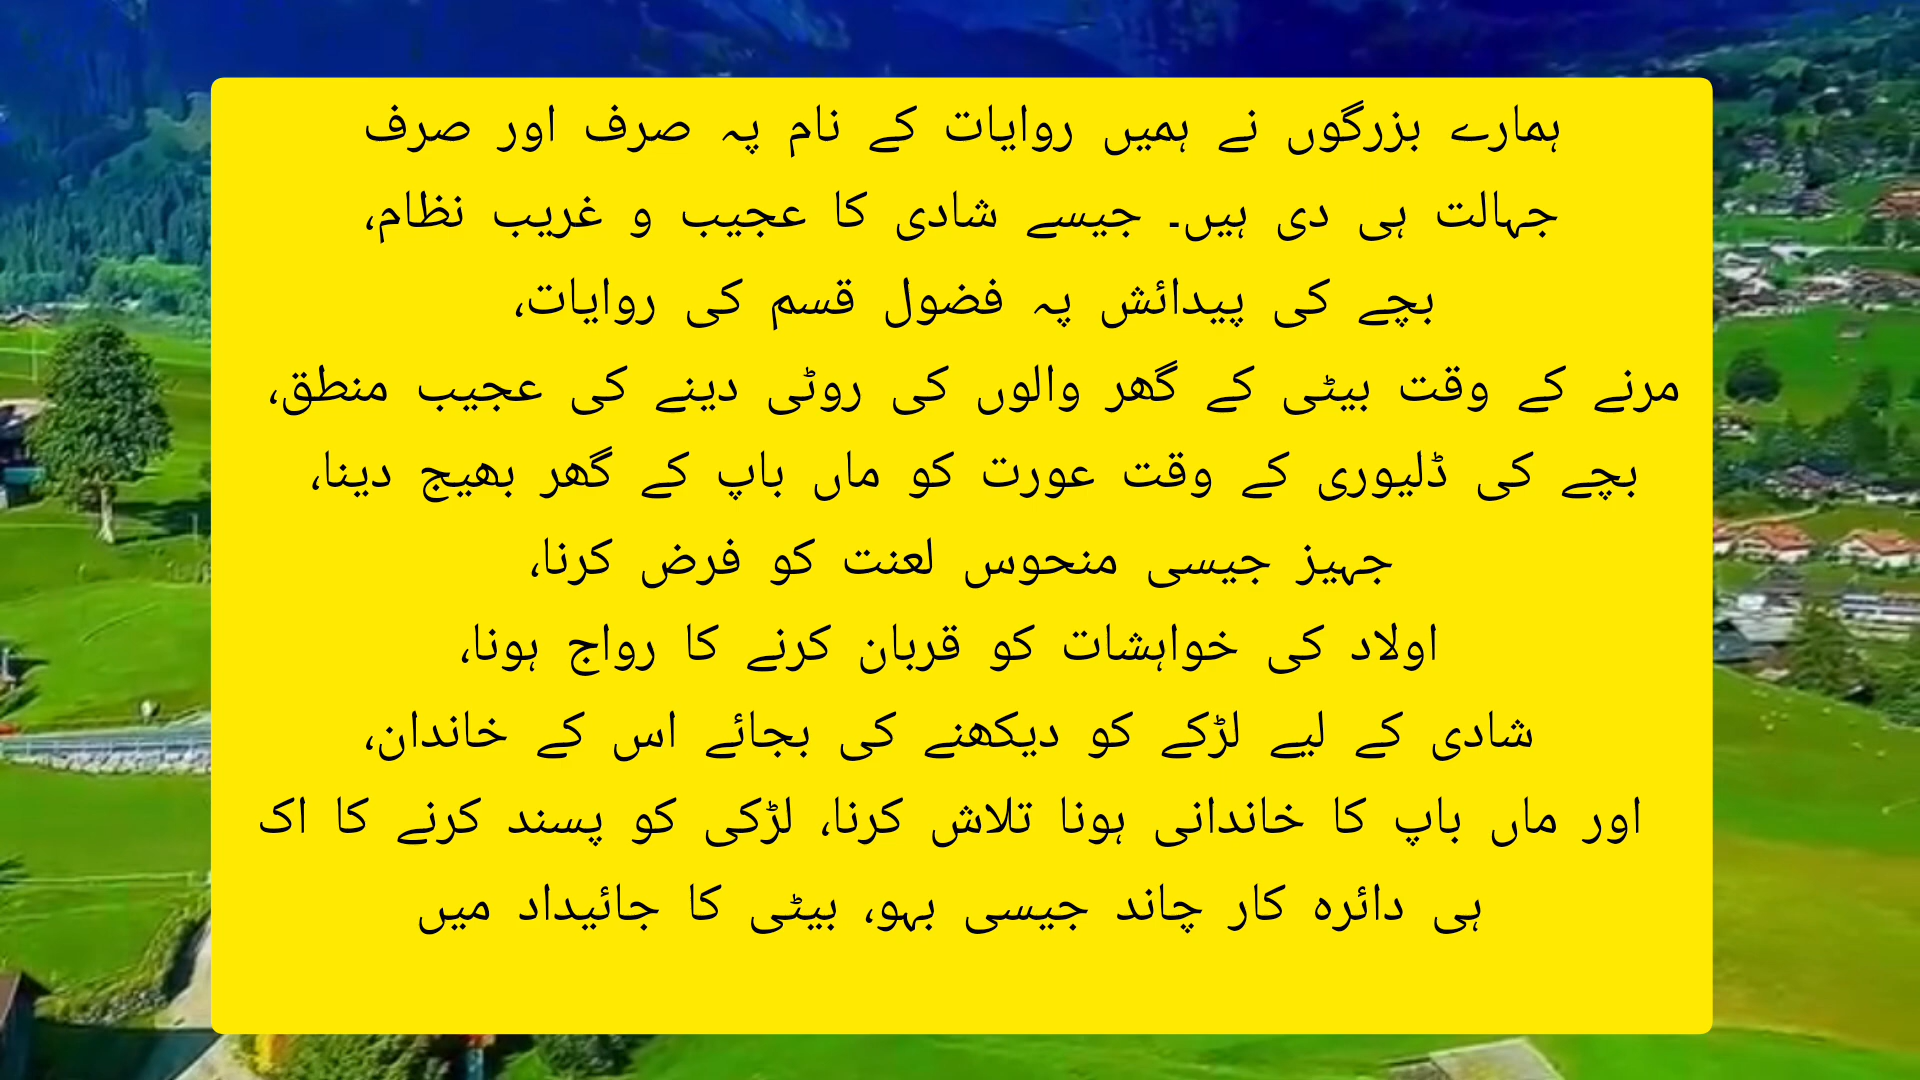 ہمارے بزرگوں نے ہمیں روایات کے نام پہ صرف اور صرف
جہالت ہی دی ہیں۔ جیسے شادی کا عجیب و غریب نظام،
بچے کی پیدائش پہ فضول قسم کی روایات،
مرنے کے وقت بیٹی کے گھر والوں کی روٹی دینے کی عجیب منطق،
بچے کی ڈلیوری کے وقت عورت کو ماں باپ کے گھر بھیج دینا،
جہیز جیسی منحوس لعنت کو فرض کرنا،
اولاد کی خواہشات کو قربان کرنے کا رواج ہونا،
شادی کے لیے لڑکے کو دیکھنے کی بجائے اس کے خاندان،
اور ماں باپ کا خاندانی ہونا تلاش کرنا، لڑکی کو پسند کرنے کا اک
ہی دائرہ کار چاند جیسی بہو، بیٹی کا جائیداد میں